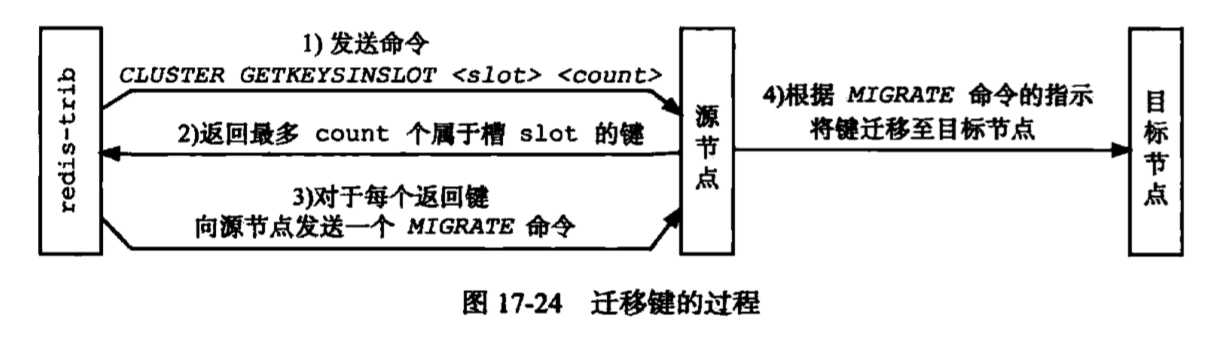 redis-trib
1) 发送命令
CLUSTER GETKEYSINSLOT <slot> <count>
2)返回最多 count 个属于槽 slot 的键
3)对于每个返回键
向源节点发送一个 MIGRATE 命令
源节点
4)根据 MIGRATE 命令的指示
将键迁移至目标节点
目标节点
图 17-24 迁移键的过程